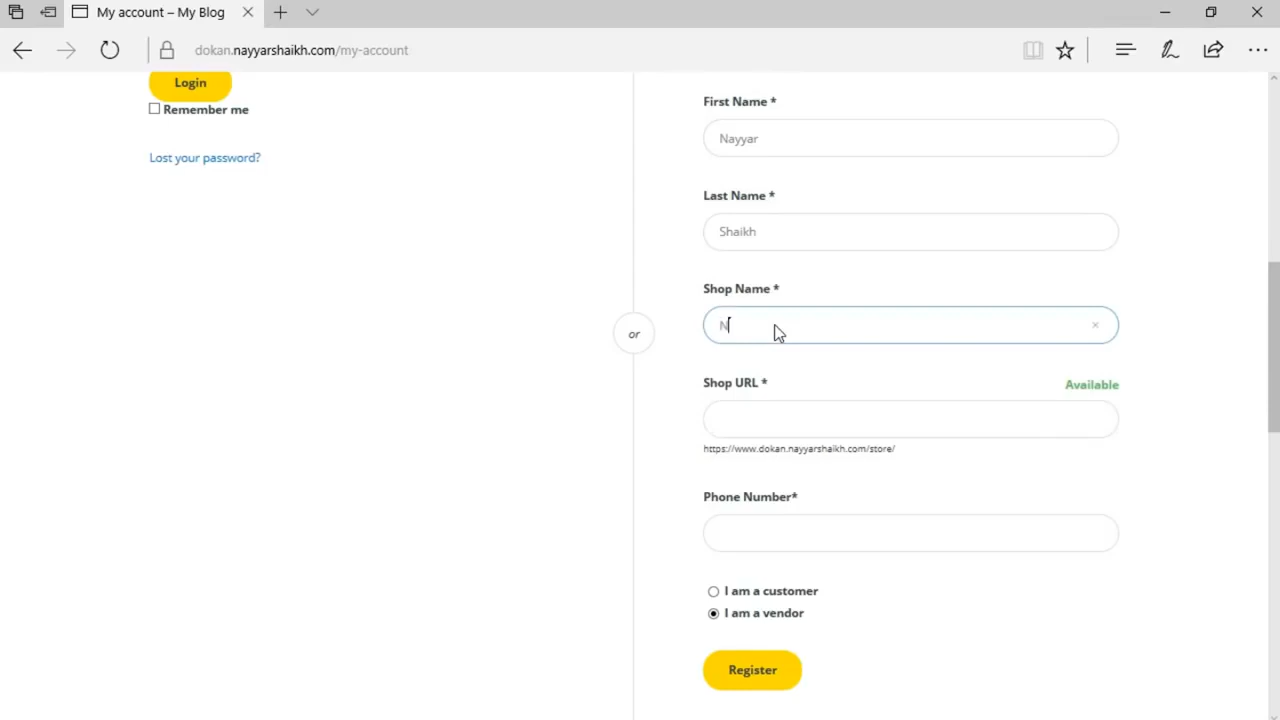 My account – My Blog
dokan.nayyarshaikh.com/my-account
Login
Remember me
Lost your password?
or
First Name *
Nayyar
Last Name *
Shaikh
Shop Name *
N
Shop URL *
Available
https://www.dokan.nayyarshaikh.com/store/
Phone Number*
I am a customer
I am a vendor
Register